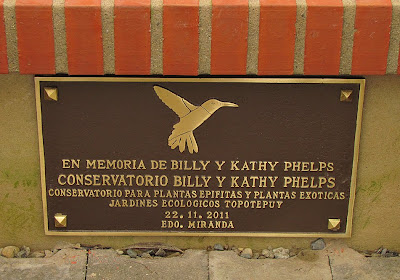 EN MEMORIA DE BILLY Y KATHY PHELPS
CONSERVATORIO BILLY Y KATHY PHELPS
CONSERVATORIO PARA PLANTAS EPIFITAS Y PLANTAS EXOTICAS
JARDINES ECOLOGICOS TOPOTEPUY
22.11.2011
EDO. MIRANDA